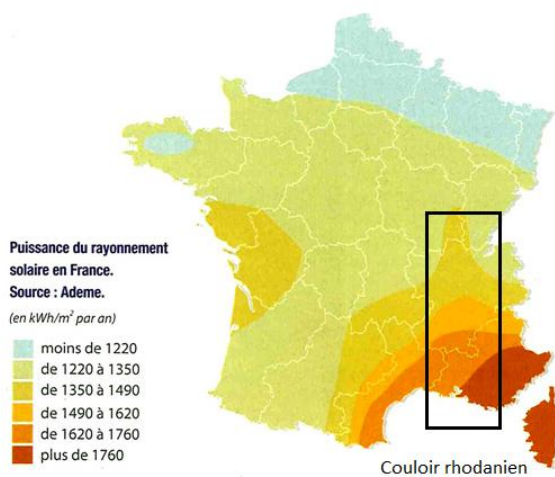 Puissance du rayonnement
solaire en France.
Source : Ademe.
(en kWh/m² par an)
moins de 1220
de 1220 à 1350
de 1350 à 1490
de 1490 à 1620
de 1620 à 1760
plus de 1760
Couloir rhodanien